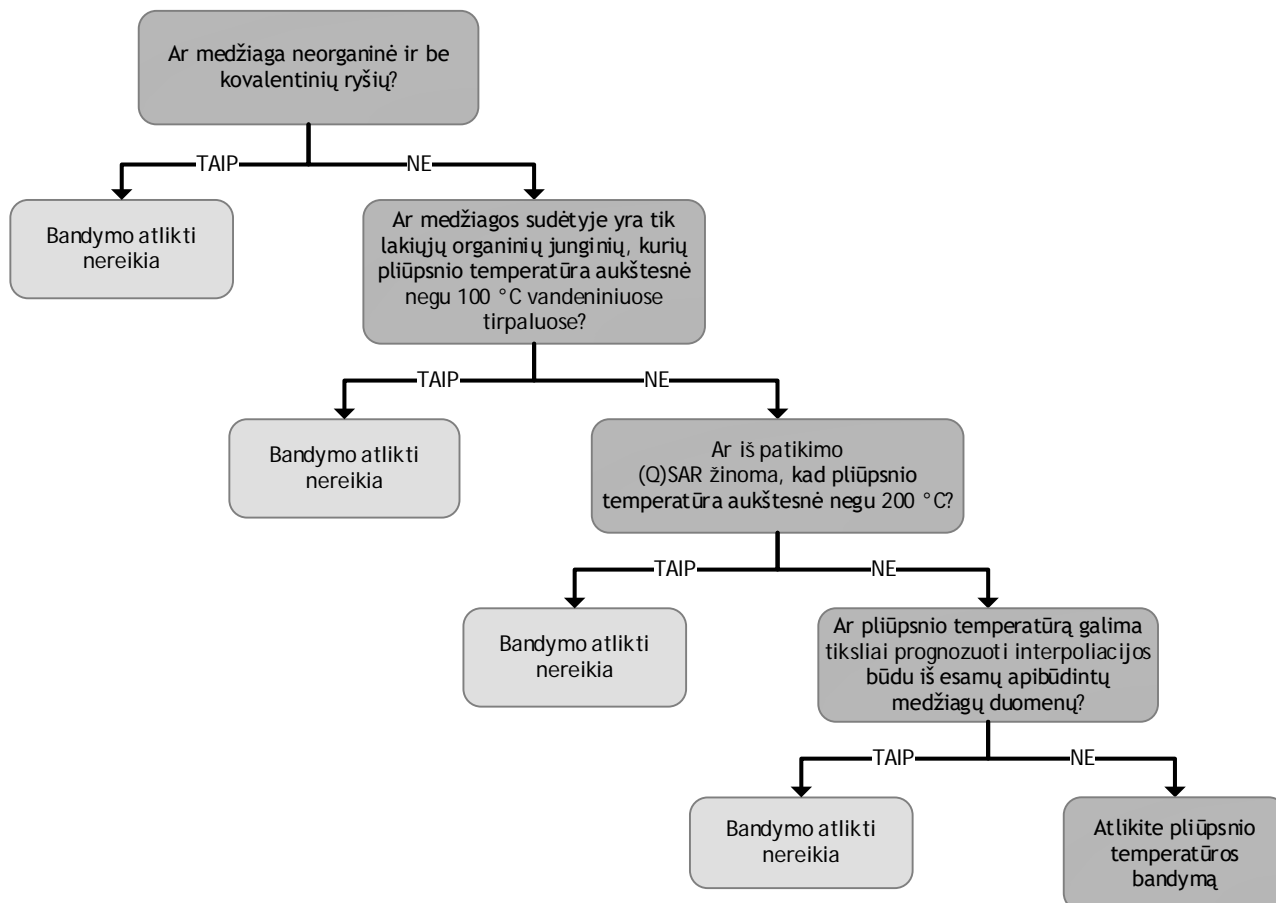 Ar medžiaga neorganinė ir be
kovalentinių ryšių?
TAIP
NE
Bandymo atlikti
nereikia
Ar medžiagos sudėtyje yra tik
lakiųjų organinių junginių, kurių
pliūpsnio temperatūra aukštesnė
negu 100 °C vandeniniuose
tirpaluose?
TAIP
NE
Bandymo atlikti
nereikia
Ar iš patikimo
(Q)SAR žinoma, kad pliūpsnio
temperatūra aukštesnė negu 200 °C?
TAIP
NE
Bandymo atlikti
nereikia
Ar pliūpsnio temperatūrą galima
tiksliai prognozuoti interpoliacijos
būdu iš esamų apibūdintų
medžiagų duomenų?
TAIP
NE
Bandymo atlikti
nereikia
Atlikite pliūpsnio
temperatūros
bandymą